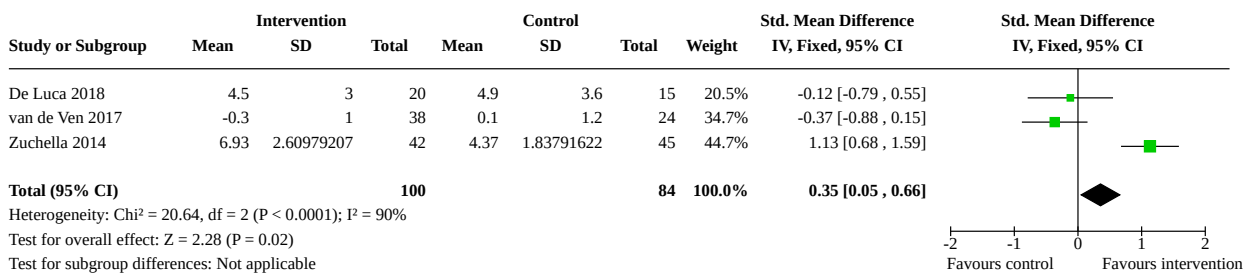 Intervention Control Std. Mean Difference Std. Mean Difference
Study or Subgroup Mean SD Total Mean SD Total Weight IV, Fixed, 95% CI IV, Fixed, 95% CI
De Luca 2018 4.5 3 20 4.9 3.6 15 20.5% -0.12 [-0.79 , 0.55]
van de Ven 2017 -0.3 1 38 0.1 1.2 24 34.7% -0.37 [-0.88 , 0.15]
Zuchella 2014 6.93 2.60979207 42 4.37 1.83791622 45 44.7% 1.13 [0.68 , 1.59]
Total (95% CI) 100 84 100.0% 0.35 [0.05 , 0.66]
Heterogeneity: Chi² = 20.64, df = 2 (P < 0.0001); I² = 90%
Test for overall effect: Z = 2.28 (P = 0.02)
-2 -1 0 1 2
Test for subgroup differences: Not applicable Favours control Favours intervention